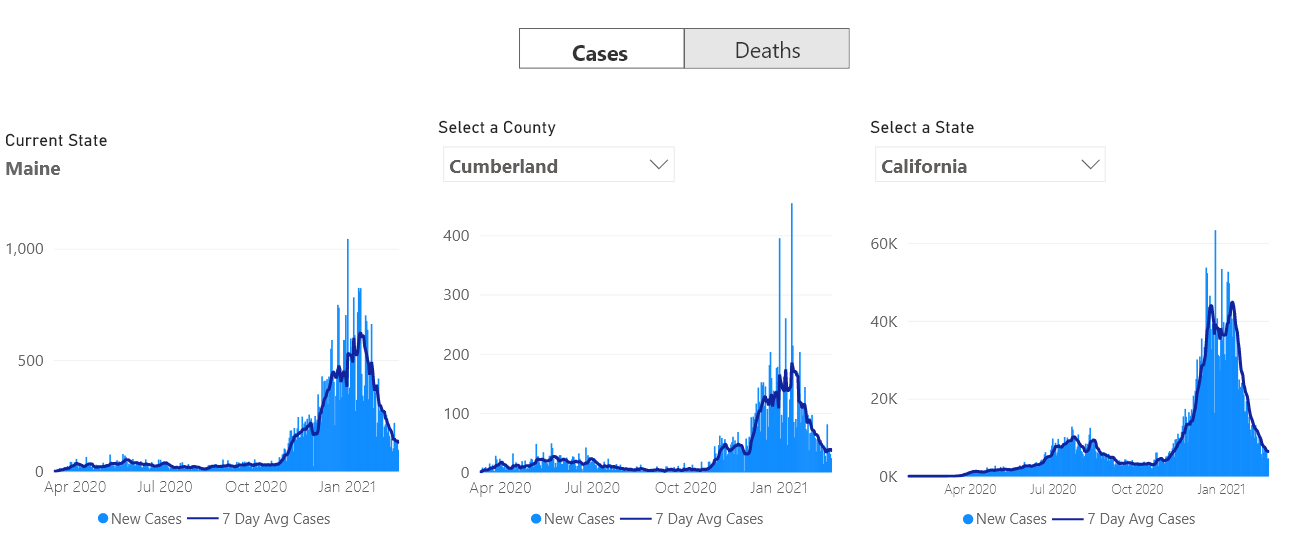 Cases Deaths
Current State
Maine
1,000
500
0
Apr 2020 Jul 2020 Oct 2020 Jan 2021
New Cases 7 Day Avg Cases
Select a County
Cumberland
400
300
200
100
0
Apr 2020 Jul 2020 Oct 2020 Jan 2021
New Cases 7 Day Avg Cases
Select a State
California
60K
40K
20K
0K
Apr 2020 Jul 2020 Oct 2020 Jan 2021
New Cases 7 Day Avg Cases